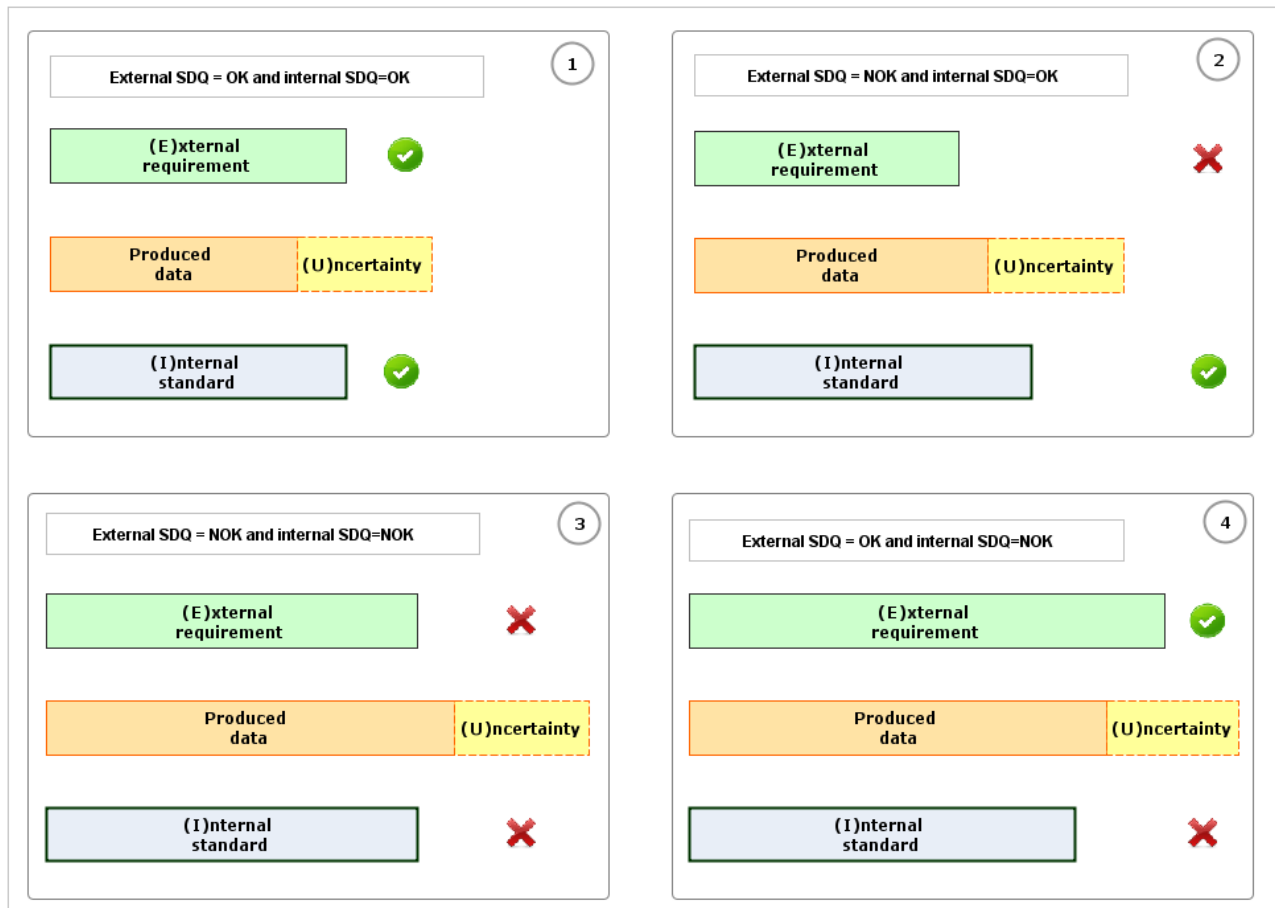 1
External SDQ = OK and internal SDQ=OK
(E)xternal
requirement
Produced
data
(U)ncertainty
(I)nternal
standard
2
External SDQ = NOK and internal SDQ=OK
(E)xternal
requirement
Produced
data
(U)ncertainty
(I)nternal
standard
3
External SDQ = NOK and internal SDQ=NOK
(E)xternal
requirement
Produced
data
(U)ncertainty
(I)nternal
standard
4
External SDQ = OK and internal SDQ=NOK
(E)xternal
requirement
Produced
data
(U)ncertainty
(I)nternal
standard